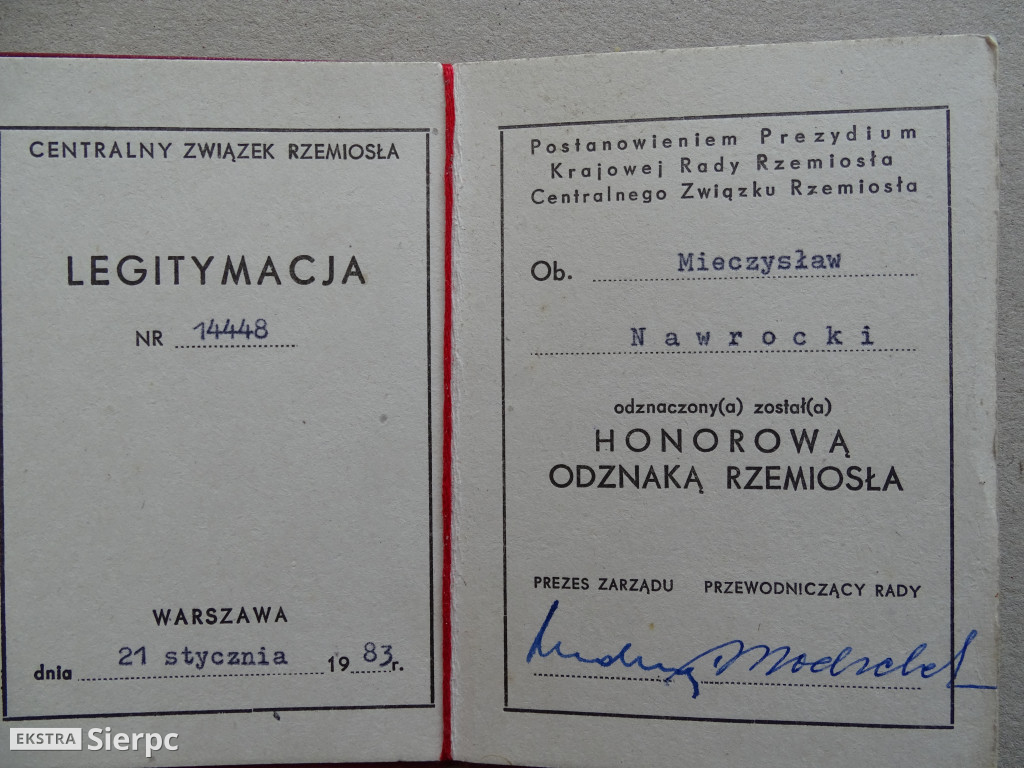 CENTRALNY ZWIĄZEK RZEMIOSŁA
LEGITYMACJA
NR 14448
WARSZAWA
dnia 21 stycznia 1983 r.
Postanowieniem Prezydium
Krajowej Rady Rzemiosła
Centralnego Związku Rzemiosła
Ob. Mieczysław
Nawrocki
odznaczony(a) został(a)
HONOROWĄ
ODZNAKĄ RZEMIOSŁA
PREZES ZARZĄDU PRZEWODNICZĄCY RADY
EKSTRA Sierpc